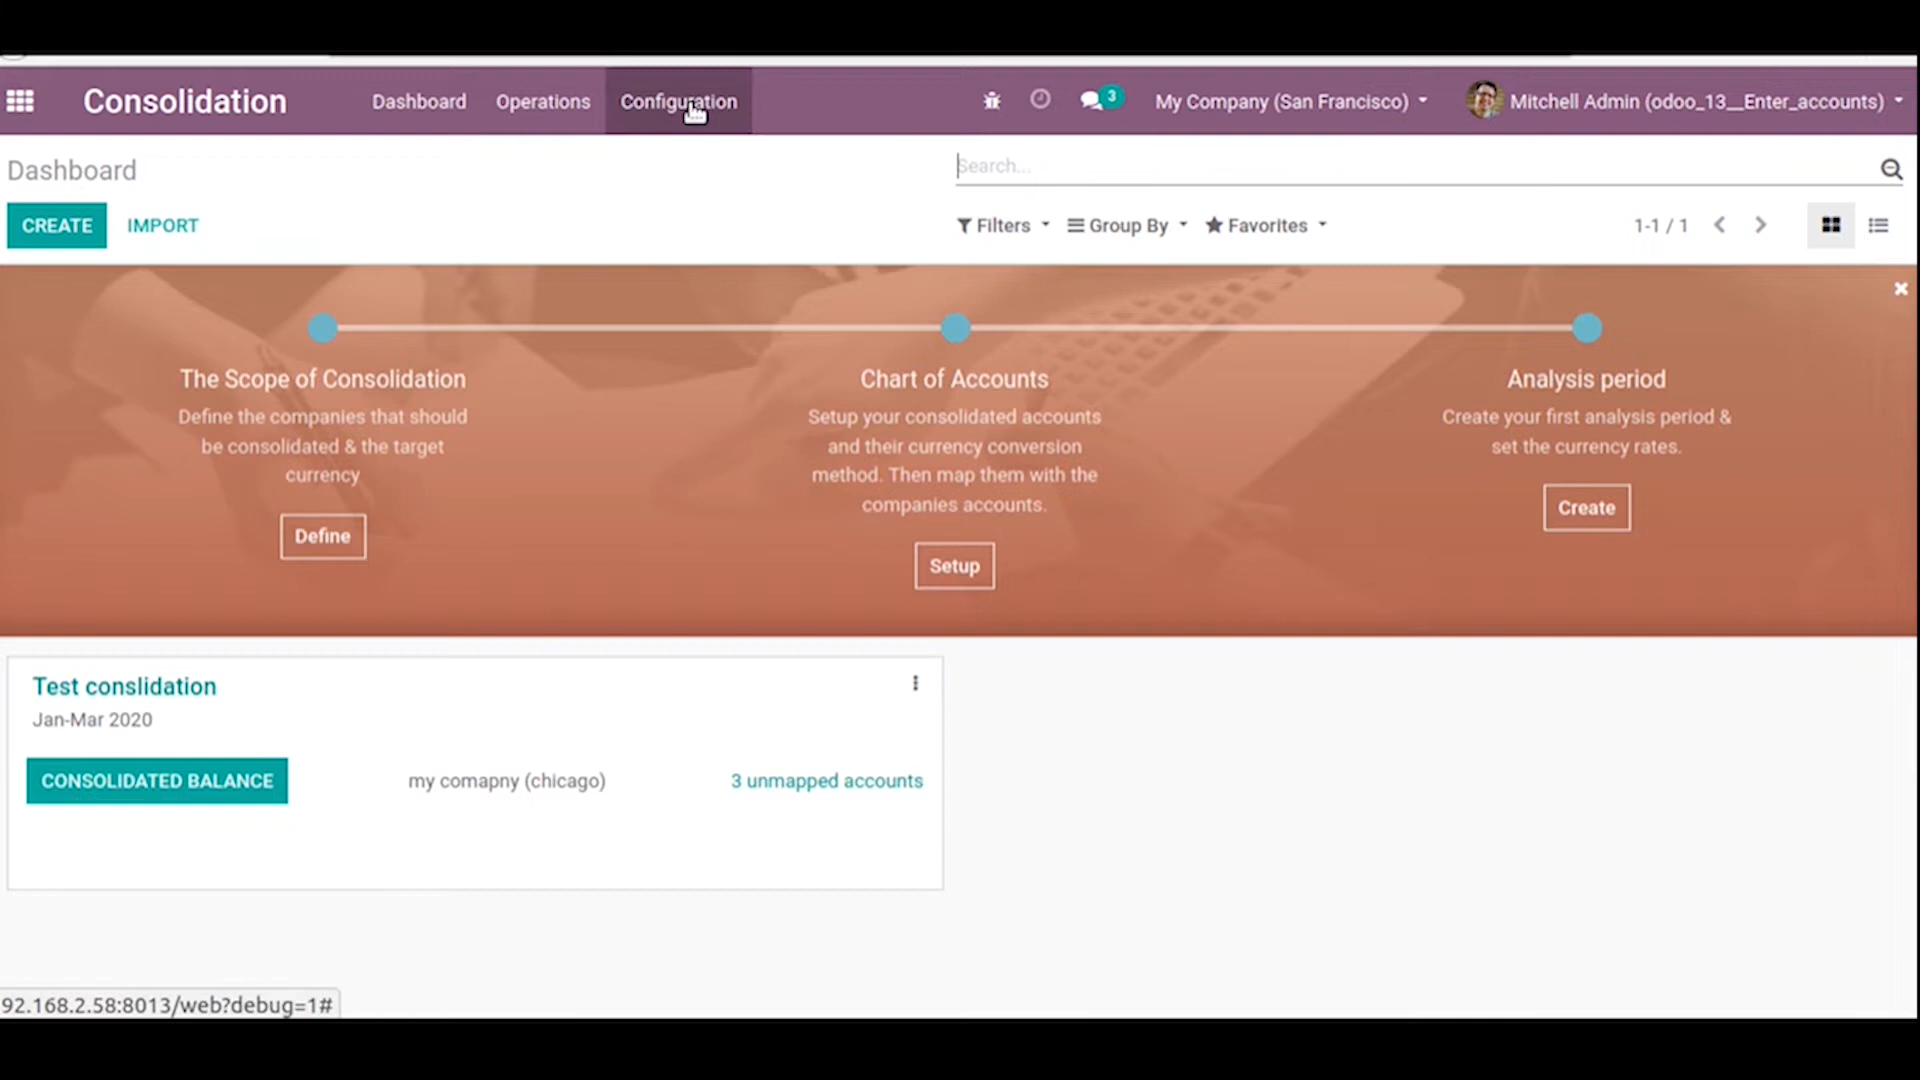 Consolidation
Dashboard
Operations
Configuration
3
My Company (San Francisco)
Mitchell Admin (odoo_13__Enter_accounts)
Dashboard
Search...
CREATE
IMPORT
Filters
Group By
Favorites
1-1 / 1
The Scope of Consolidation
Define the companies that should
be consolidated & the target
currency
Define
Chart of Accounts
Setup your consolidated accounts
and their currency conversion
method. Then map them with the
companies accounts.
Setup
Analysis period
Create your first analysis period &
set the currency rates.
Create
Test conslidation
Jan-Mar 2020
CONSOLIDATED BALANCE
my comapny (chicago)
3 unmapped accounts
92.168.2.58:8013/web?debug=1#